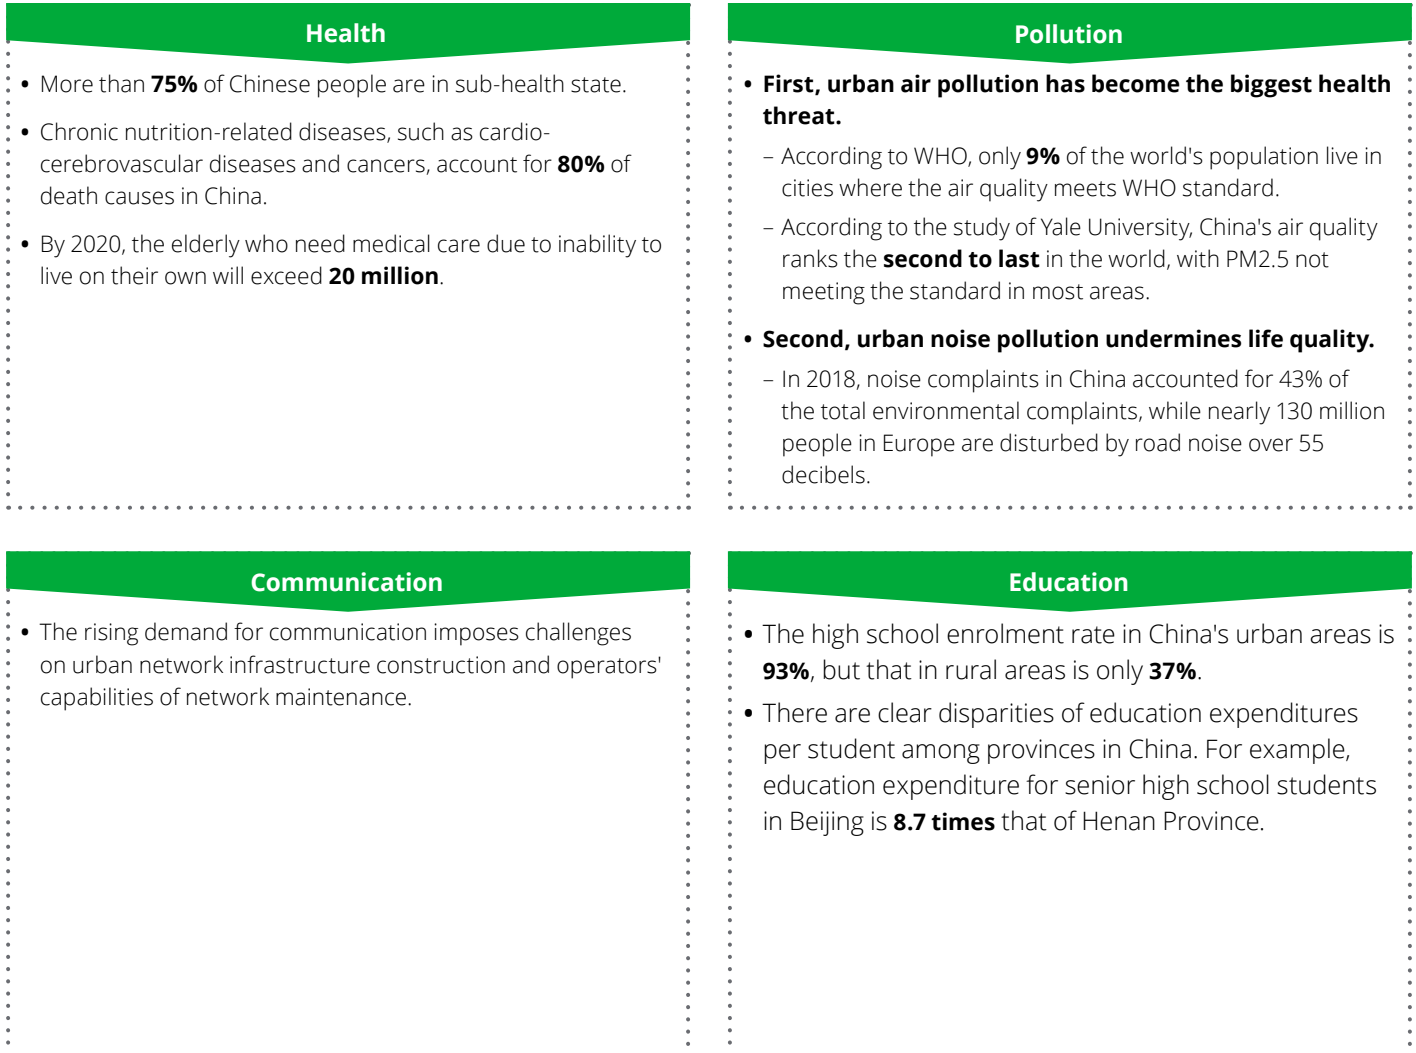 Health
• More than 75% of Chinese people are in sub-health state.
• Chronic nutrition-related diseases, such as cardio-
cerebrovascular diseases and cancers, account for 80% of
death causes in China.
• By 2020, the elderly who need medical care due to inability to
live on their own will exceed 20 million.
Pollution
• First, urban air pollution has become the biggest health
threat.
– According to WHO, only 9% of the world's population live in
cities where the air quality meets WHO standard.
– According to the study of Yale University, China's air quality
ranks the second to last in the world, with PM2.5 not
meeting the standard in most areas.
• Second, urban noise pollution undermines life quality.
– In 2018, noise complaints in China accounted for 43% of
the total environmental complaints, while nearly 130 million
people in Europe are disturbed by road noise over 55
decibels.
Communication
• The rising demand for communication imposes challenges
on urban network infrastructure construction and operators'
capabilities of network maintenance.
Education
• The high school enrolment rate in China's urban areas is
93%, but that in rural areas is only 37%.
• There are clear disparities of education expenditures
per student among provinces in China. For example,
education expenditure for senior high school students
in Beijing is 8.7 times that of Henan Province.